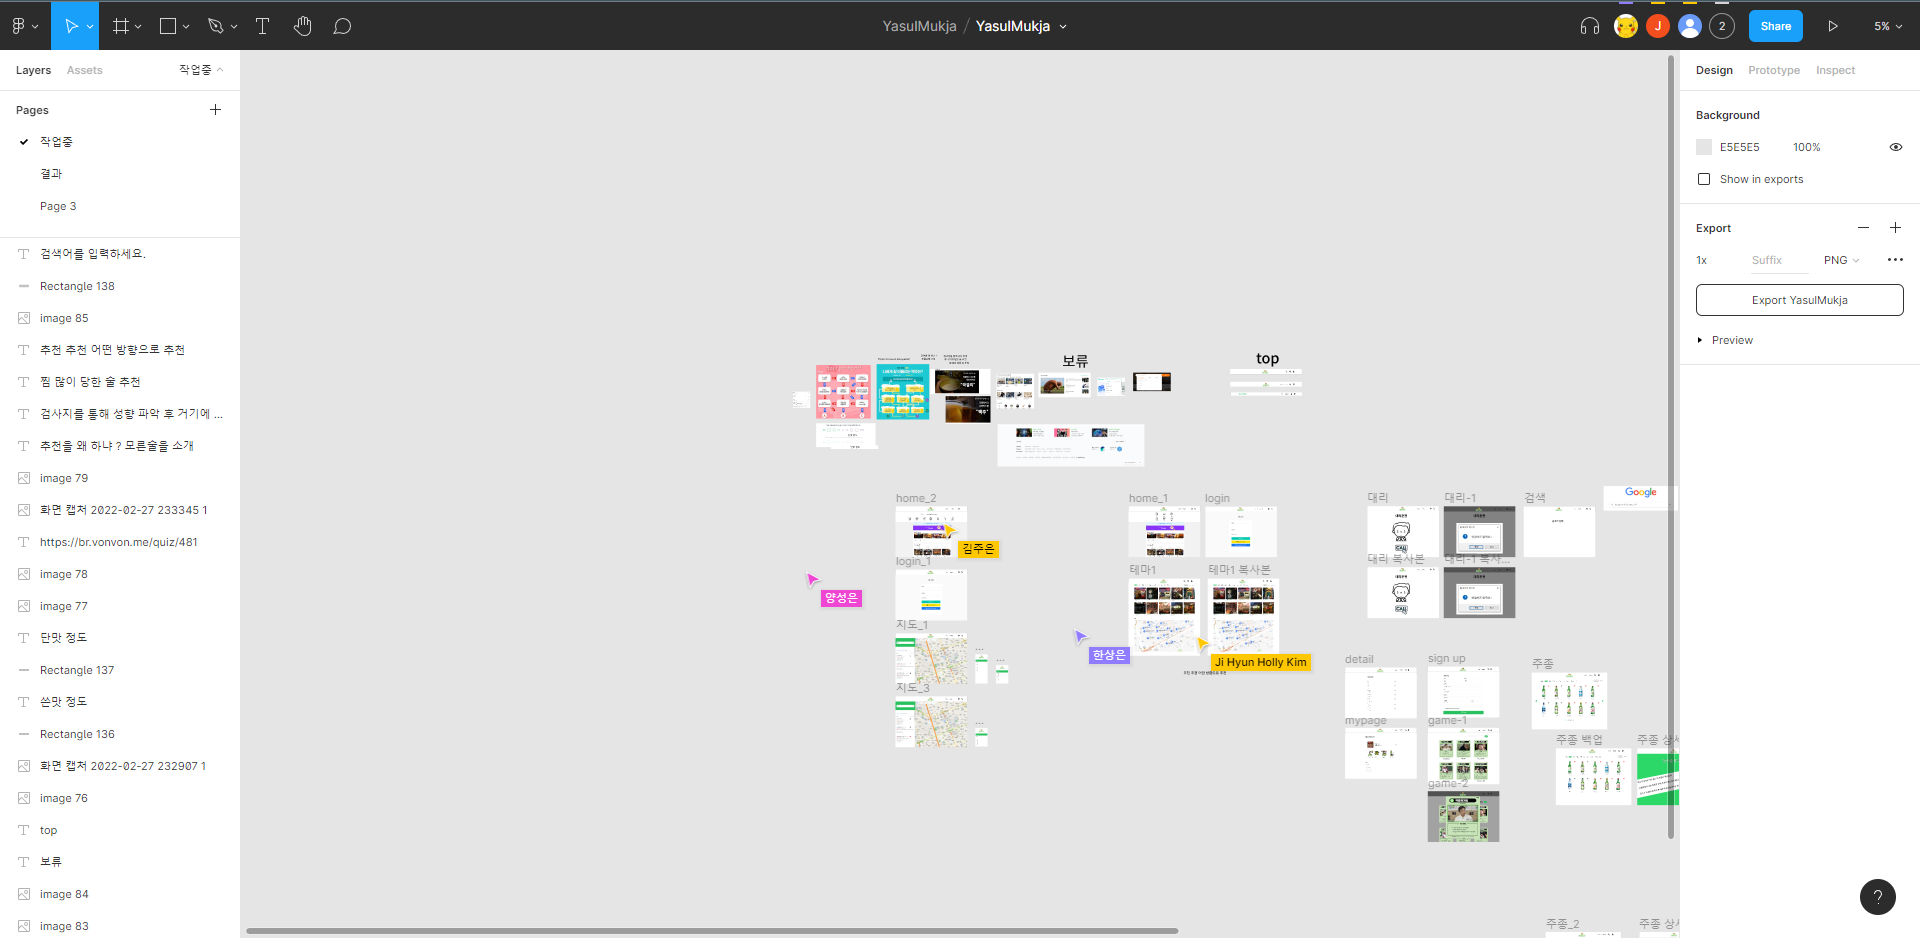 YasulMukja / YasulMukja
J
2
Share
5%
Layers
Assets
작업중
Pages
작업중
결과
Page 3
검색어를 입력하세요.
Rectangle 138
image 85
추천 추천 어떤 방향으로 추천
찜 많이 당한 술 추천
검사지를 통해 성향 파악 후 거기에 ...
추천을 왜 하냐 ? 모른술을 소개
image 79
화면 캡처 2022-02-27 233345 1
https://br.vonvon.me/quiz/481
image 78
image 77
단맛 정도
Rectangle 137
쓴맛 정도
Rectangle 136
화면 캡처 2022-02-27 232907 1
image 76
top
보류
image 84
image 83
보류
top
home_2
김주은
login_1
양성은
지도_1
지도_3
home_1
login
테마1
테마1 복사본
한상은
Ji Hyun Holly Kim
대리
대리-1
검색
Google
CALL
대리 복사본
대리-1 복사...
CALL
detail
sign up
주종
mypage
game-1
game-2
주종 백업
주종 상세
주종_2
주종 상세
Design
Prototype
Inspect
Background
E5E5E5
100%
Show in exports
Export
1x
Suffix
PNG
Export YasulMukja
Preview
?